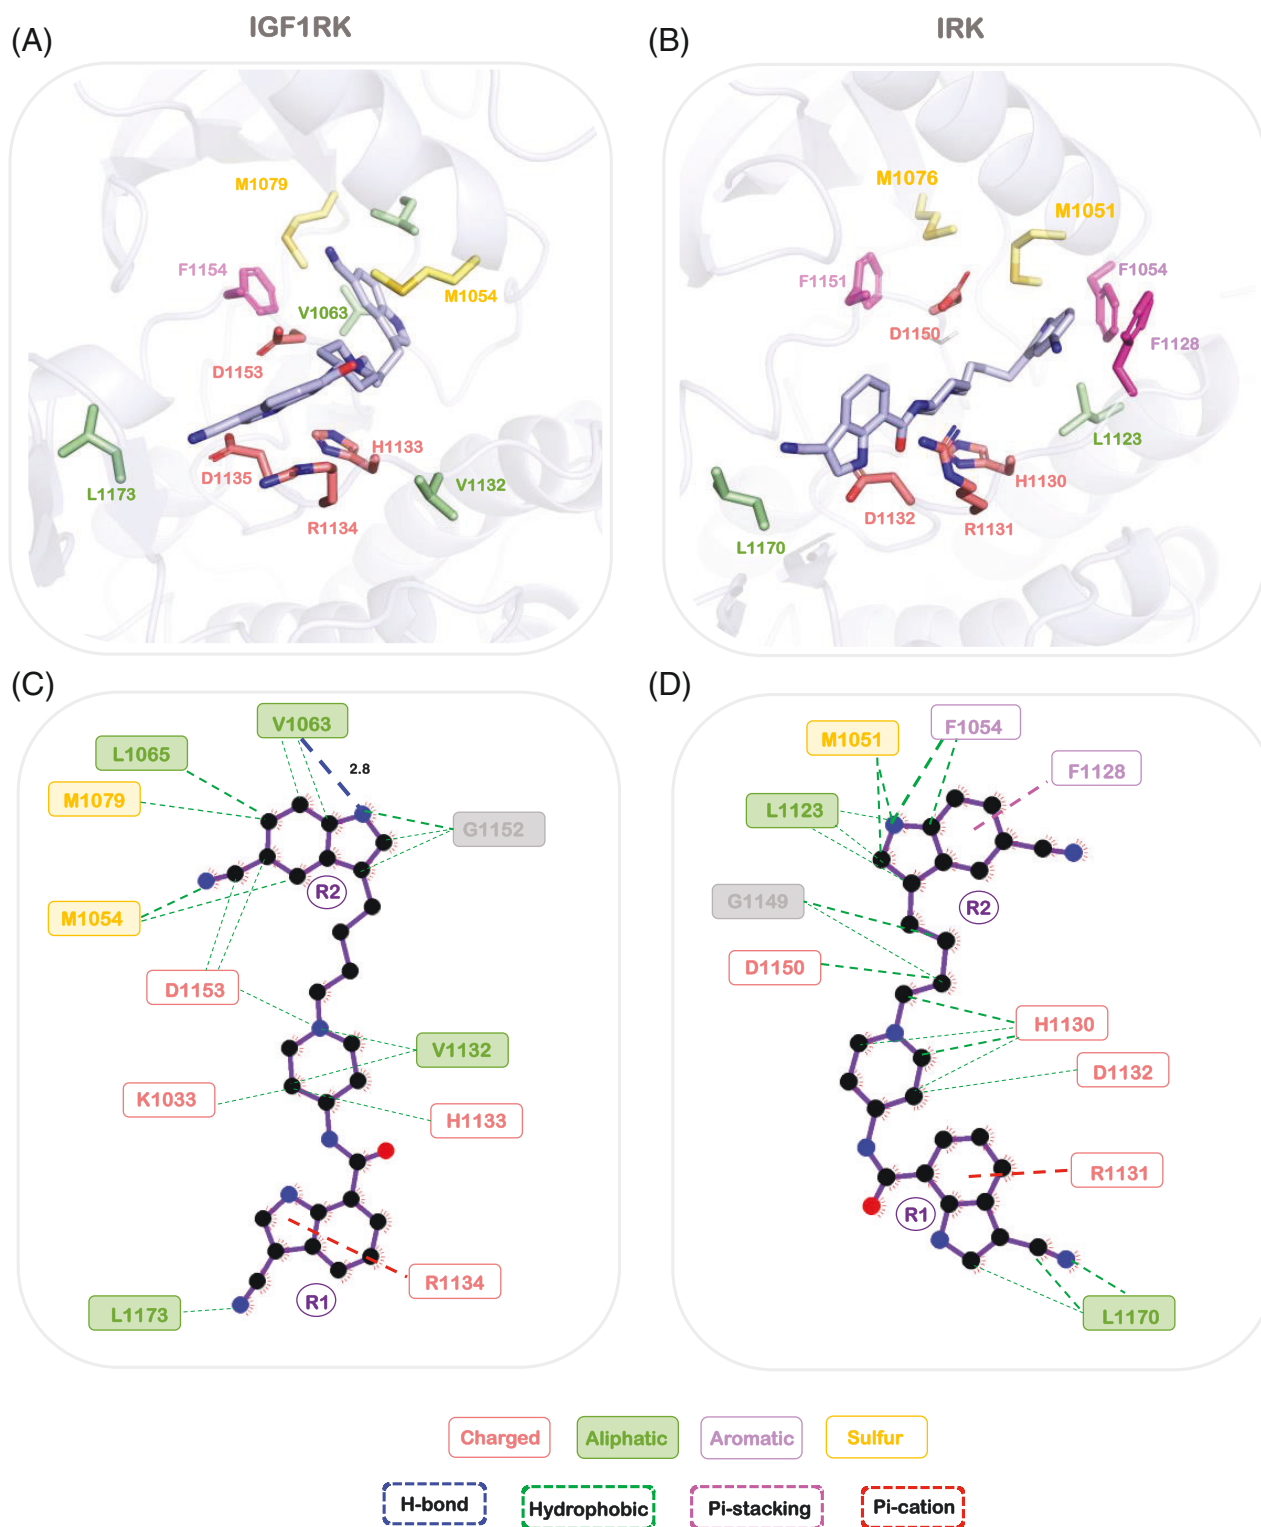 IGF1RK
IRK
(A)
(B)
M1079
F1154
V1063
M1054
D1153
H1133
D1135
L1173
V1132
R1134
M1076
M1051
F1151
F1054
D1150
F1128
L1123
H1130
D1132
R1131
L1170
(C)
(D)
V1063
L1065
2.8
M1079
G1152
R2
M1054
D1153
V1132
K1033
H1133
R1134
R1
L1173
F1054
M1051
F1128
L1123
G1149
R2
D1150
H1130
D1132
R1131
R1
L1170
Charged
Aliphatic
Aromatic
Sulfur
H-bond
Hydrophobic
Pi-stacking
Pi-cation